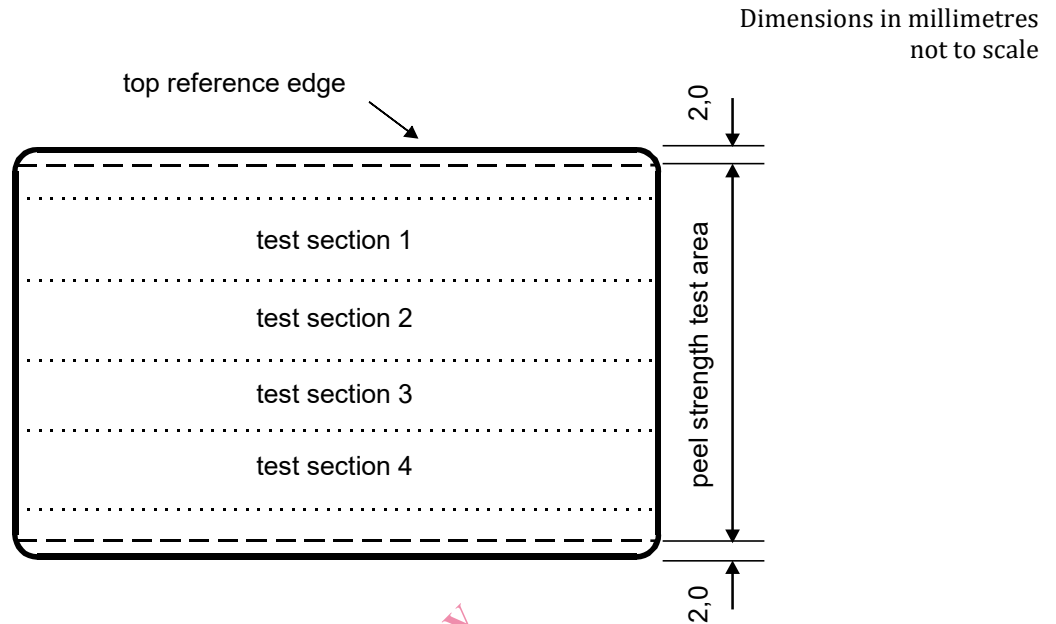 Dimensions in millimetres
not to scale
top reference edge
2,0
test section 1
test section 2
test section 3
test section 4
peel strength test area
2,0